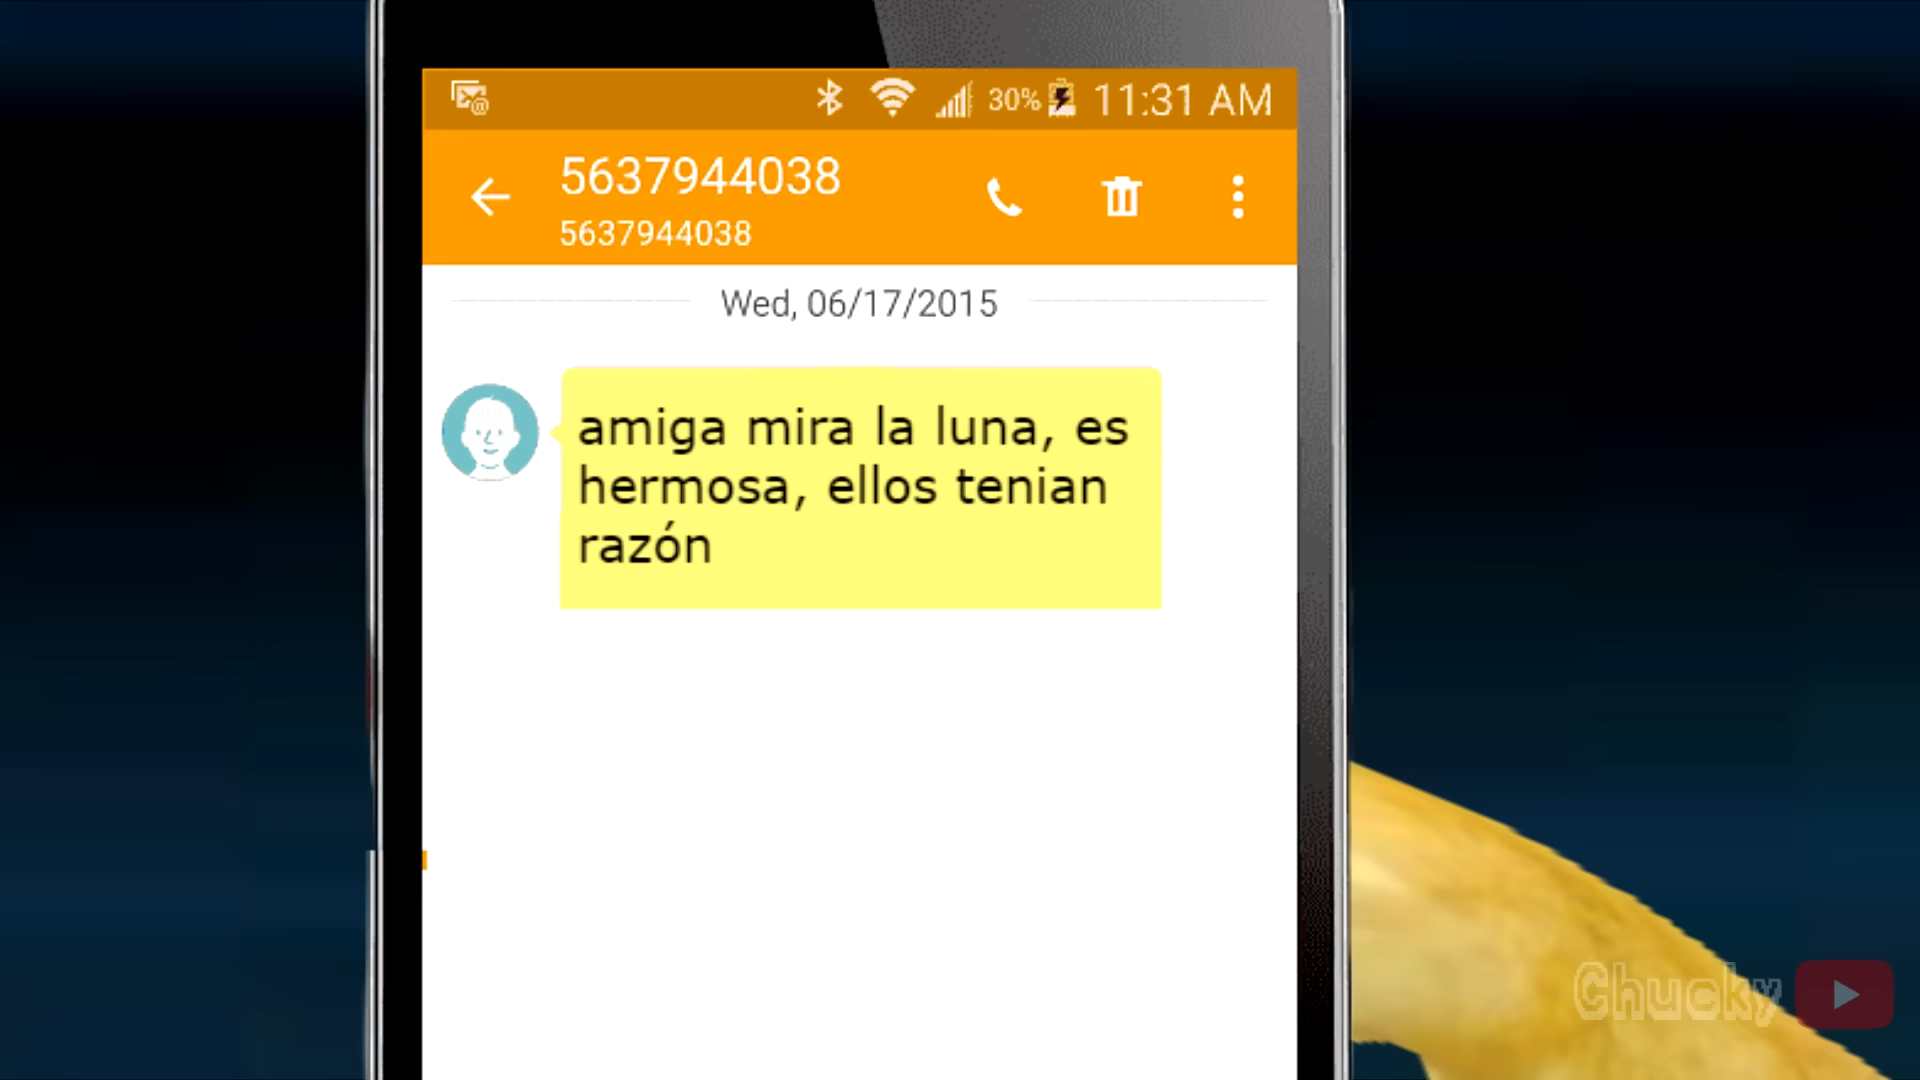 30% 11:31 AM
5637944038
5637944038
Wed, 06/17/2015
amiga mira la luna, es
hermosa, ellos tenian
razón
Chucky